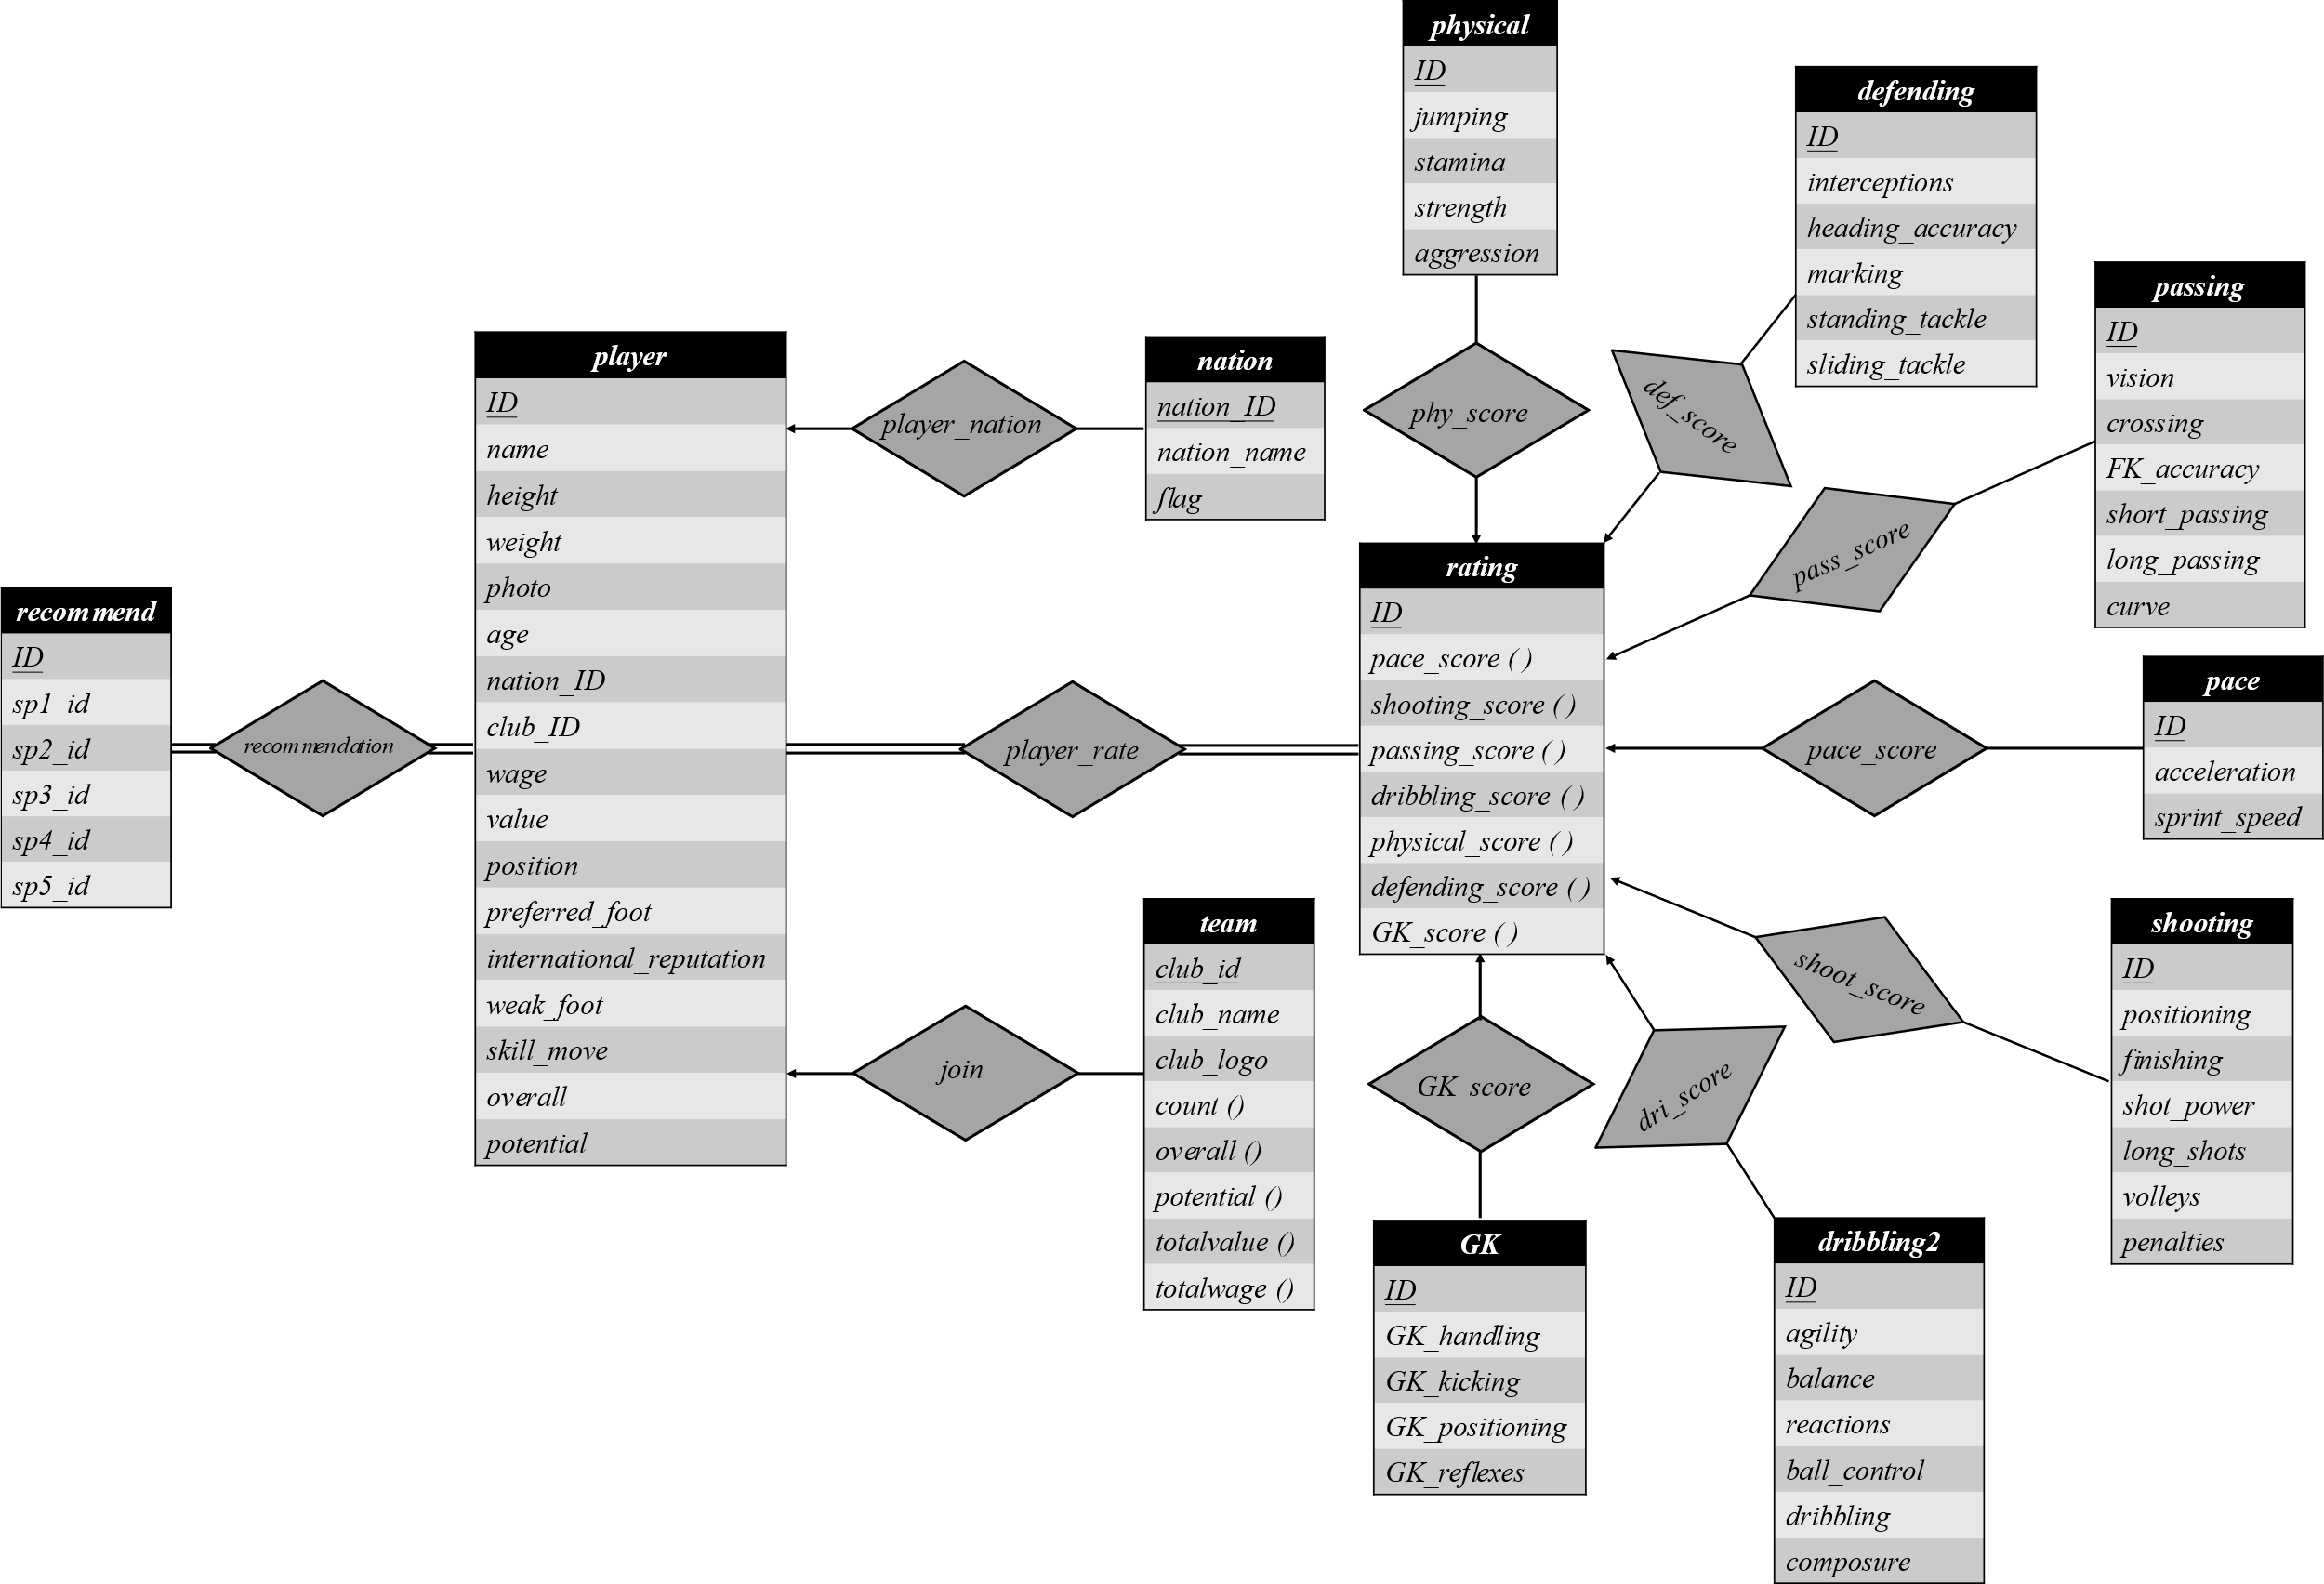 physical
ID
jumping
stamina
strength
aggression
defending
ID
interceptions
heading_accuracy
marking
standing_tackle
sliding_tackle
passing
ID
vision
crossing
FK_accuracy
short_passing
long_passing
curve
player
ID
name
height
weight
photo
age
nation_ID
club_ID
wage
value
position
preferred_foot
international_reputation
weak_foot
skill_move
overall
potential
player_nation
nation
nation_ID
nation_name
flag
phy_score
def_score
pass_score
recommend
ID
sp1_id
sp2_id
sp3_id
sp4_id
sp5_id
recommendation
player_rate
rating
ID
pace_score ( )
shooting_score ( )
passing_score ( )
dribbling_score ( )
physical_score ( )
defending_score ( )
GK_score ( )
pace_score
pace
ID
acceleration
sprint_speed
join
team
club_id
club_name
club_logo
count ()
overall ()
potential ()
totalvalue ()
totalwage ()
shoot_score
shooting
ID
positioning
finishing
shot_power
long_shots
volleys
penalties
GK_score
dri_score
GK
ID
GK_handling
GK_kicking
GK_positioning
GK_reflexes
dribbling2
ID
agility
balance
reactions
ball_control
dribbling
composure